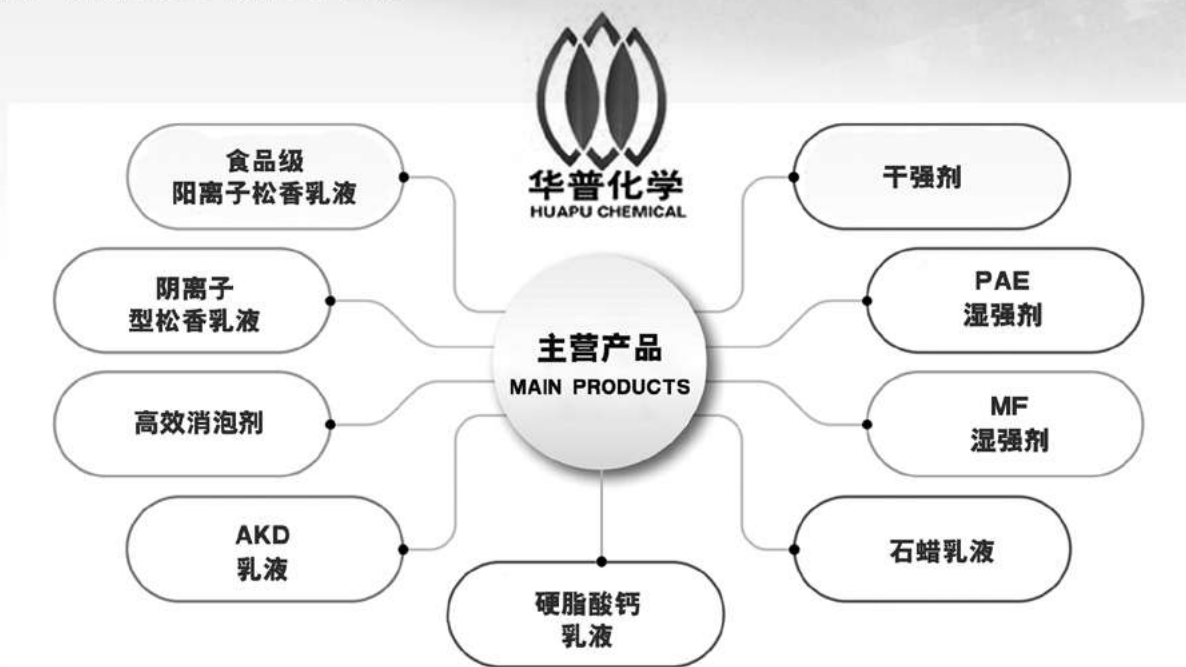 华普化学
HUAPU CHEMICAL
食品级
阳离子松香乳液
干强剂
阴离子
型松香乳液
PAE
湿强剂
主营产品
MAIN PRODUCTS
高效消泡剂
MF
湿强剂
AKD
乳液
石蜡乳液
硬脂酸钙
乳液